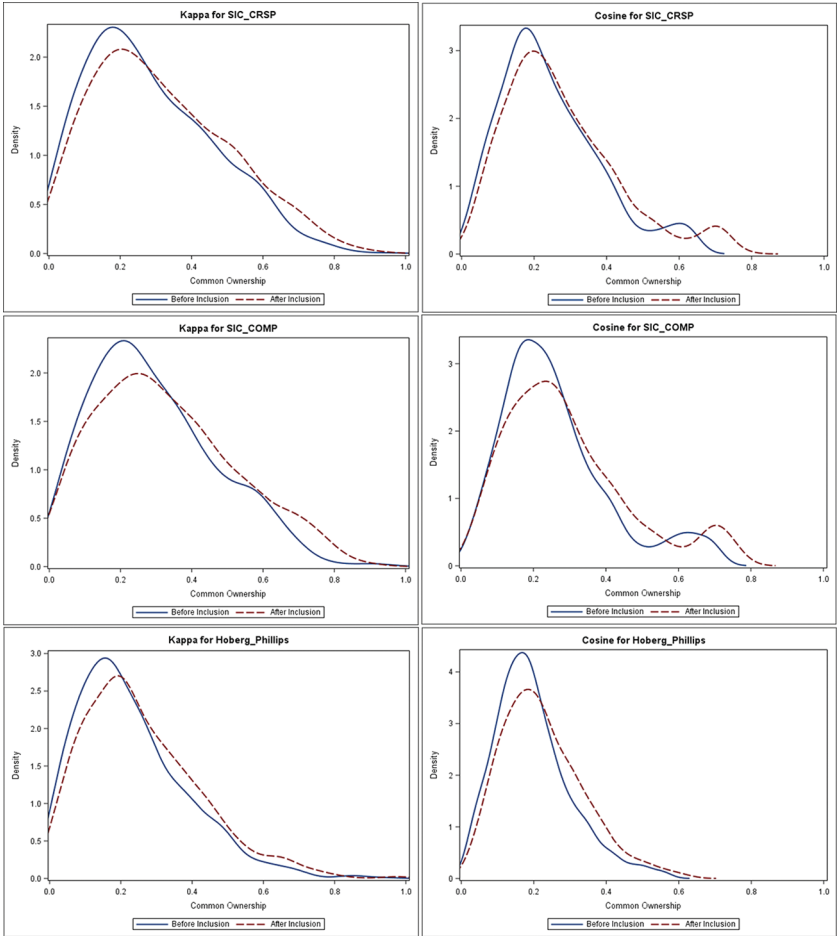 Kappa for SIC_CRSP
2.0
1.5
1.0
0.5
0.0
Density
0.0 0.2 0.4 0.6 0.8 1.0
Common Ownership
Before Inclusion After Inclusion
Cosine for SIC_CRSP
3
2
1
0
Density
0.0 0.2 0.4 0.6 0.8 1.0
Common Ownership
Before Inclusion After Inclusion
Kappa for SIC_COMP
2.0
1.5
1.0
0.5
0.0
Density
0.0 0.2 0.4 0.6 0.8 1.0
Common Ownership
Before Inclusion After Inclusion
Cosine for SIC_COMP
3
2
1
0
Density
0.0 0.2 0.4 0.6 0.8 1.0
Common Ownership
Before Inclusion After Inclusion
Kappa for Hoberg_Phillips
3.0
2.5
2.0
1.5
1.0
0.5
0.0
Density
0.0 0.2 0.4 0.6 0.8 1.0
Common Ownership
Before Inclusion After Inclusion
Cosine for Hoberg_Phillips
4
3
2
1
0
Density
0.0 0.2 0.4 0.6 0.8 1.0
Common Ownership
Before Inclusion After Inclusion